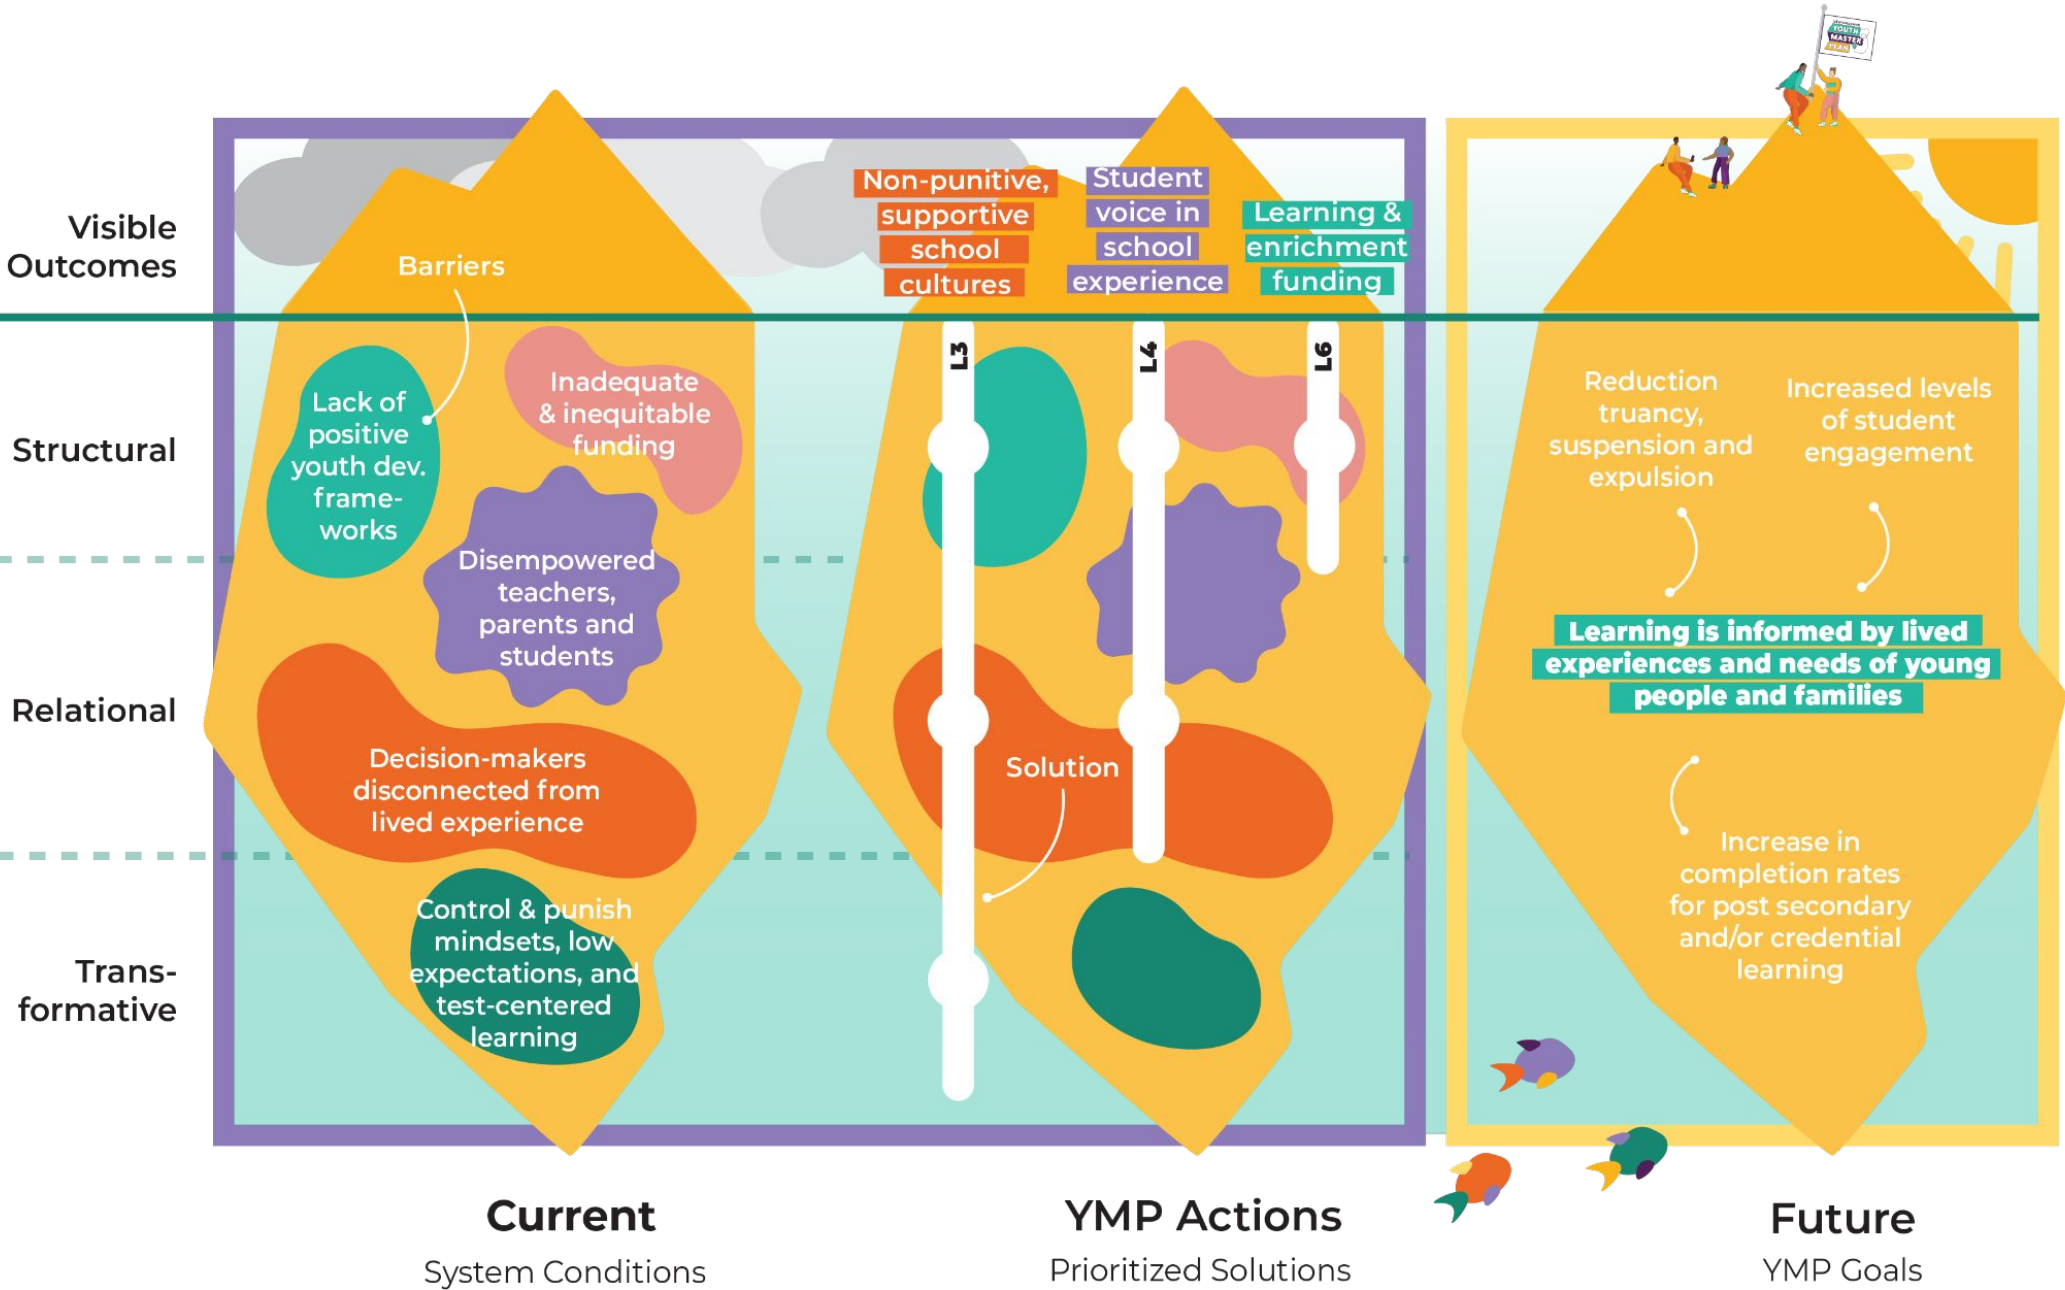 YOUTH
MASTER
PLAN
Visible
Outcomes
Structural
Relational
Trans-
formative
Barriers
Lack of
positive
youth dev.
frame-
works
Inadequate
& inequitable
funding
Disempowered
teachers,
parents and
students
Decision-makers
disconnected from
lived experience
Control & punish
mindsets, low
expectations, and
test-centered
learning
Non-punitive,
supportive
school
cultures
Student
voice in
school
experience
Learning &
enrichment
funding
L3
L4
L6
Solution
Reduction
truancy,
suspension and
expulsion
Increased levels
of student
engagement
Learning is informed by lived
experiences and needs of young
people and families
Increase in
completion rates
for post secondary
and/or credential
learning
Current
System Conditions
YMP Actions
Prioritized Solutions
Future
YMP Goals